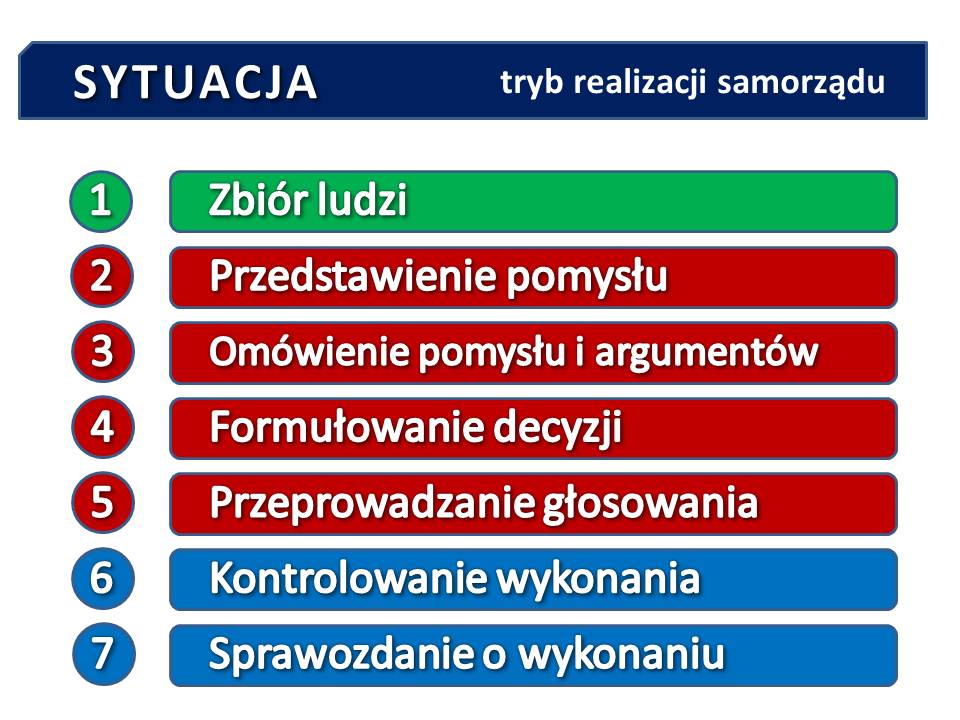 SYTUACJA tryb realizacji samorządu
1 Zbiór ludzi
2 Przedstawienie pomysłu
3 Omówienie pomysłu i argumentów
4 Formułowanie decyzji
5 Przeprowadzanie głosowania
6 Kontrolowanie wykonania
7 Sprawozdanie o wykonaniu